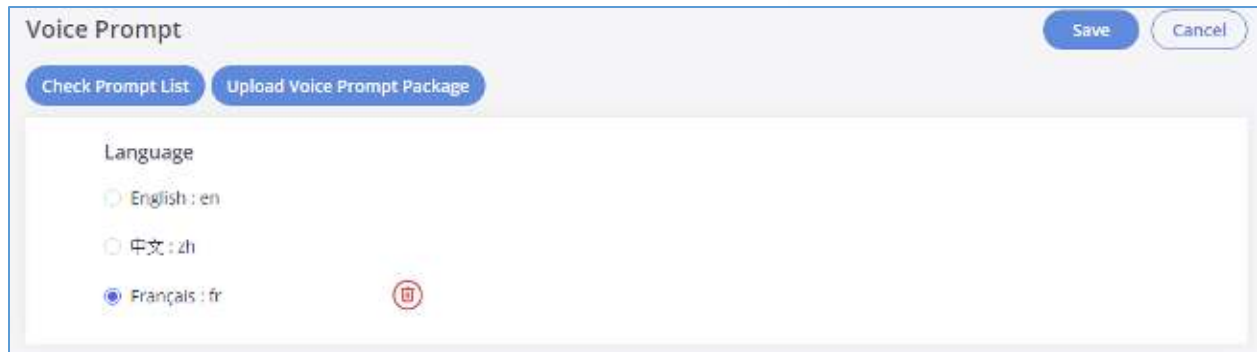 Voice Prompt
Save
Cancel
Check Prompt List
Upload Voice Prompt Package
Language
English : en
中文 : zh
Français : fr